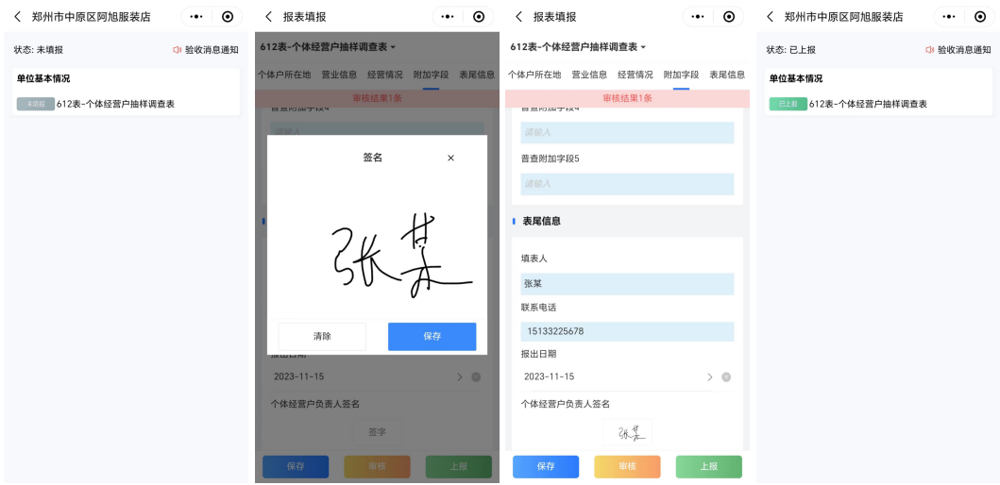 郑州市中原区阿旭服装店
状态: 未填报
验收消息通知
单位基本情况
未填报 612表-个体经营户抽样调查表
报表填报
612表-个体经营户抽样调查表
个体户所在地 营业信息 经营情况 附加字段 表尾信息
审核结果1条
普查附加字段4
请输入
签名
×
张某
清除
保存
报出日期
2023-11-15
个体经营户负责人签名
签字
保存
审核
上报
报表填报
612表-个体经营户抽样调查表
个体户所在地 营业信息 经营情况 附加字段 表尾信息
审核结果1条
普查附加字段4
请输入
普查附加字段5
请输入
表尾信息
填表人
张某
联系电话
15133225678
报出日期
2023-11-15
个体经营户负责人签名
张某
保存
审核
上报
郑州市中原区阿旭服装店
状态: 已上报
验收消息通知
单位基本情况
已上报 612表-个体经营户抽样调查表